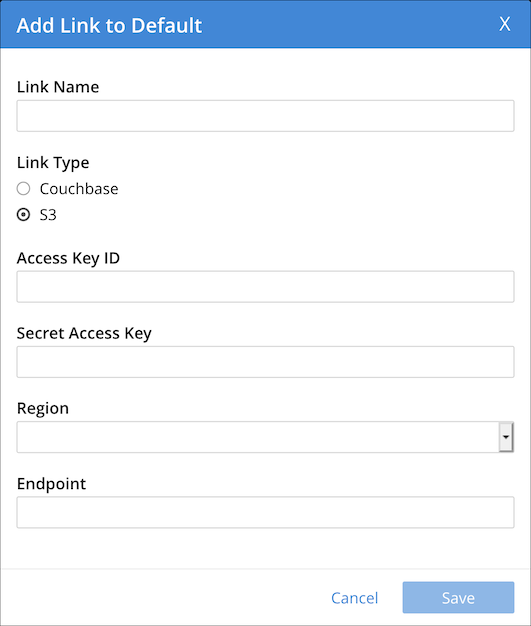 Add Link to Default X
Link Name
Link Type
Couchbase
S3
Access Key ID
Secret Access Key
Region
Endpoint
Cancel Save